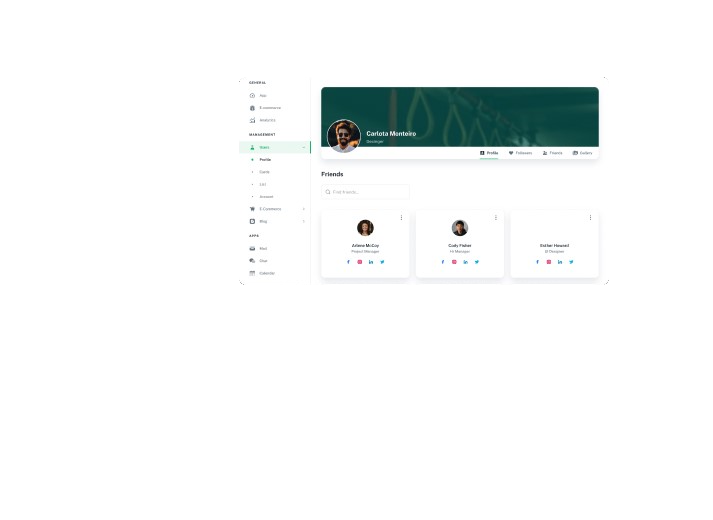 GENERAL
App
E-commerce
Analytics
MANAGEMENT
Users
Profile
Cards
List
Account
E-Commerce
Blog
APPS
Mail
Chat
Calendar
Carlota Monteiro
Profile
Followers
Friends
Gallery
Friends
Find friends...
Arlene McCoy
Project Manager
Cody Fisher
HR Manager
Esther Howard
UI Designer